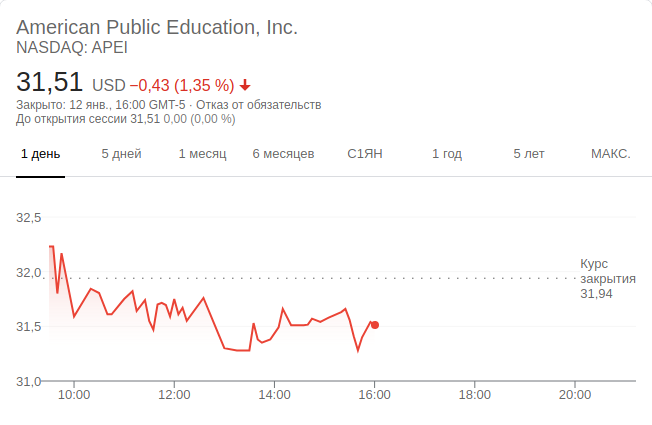 American Public Education, Inc.
NASDAQ: APEI
31,51 USD −0,43 (1,35 %)
Закрыто: 12 янв., 16:00 GMT-5 · Отказ от обязательств
До открытия сессии 31,51 0,00 (0,00 %)
1 день 5 дней 1 месяц 6 месяцев С1ЯН 1 год 5 лет МАКС.
32,5
32,0
31,5
31,0
Курс
закрытия
31,94
10:00 12:00 14:00 16:00 18:00 20:00